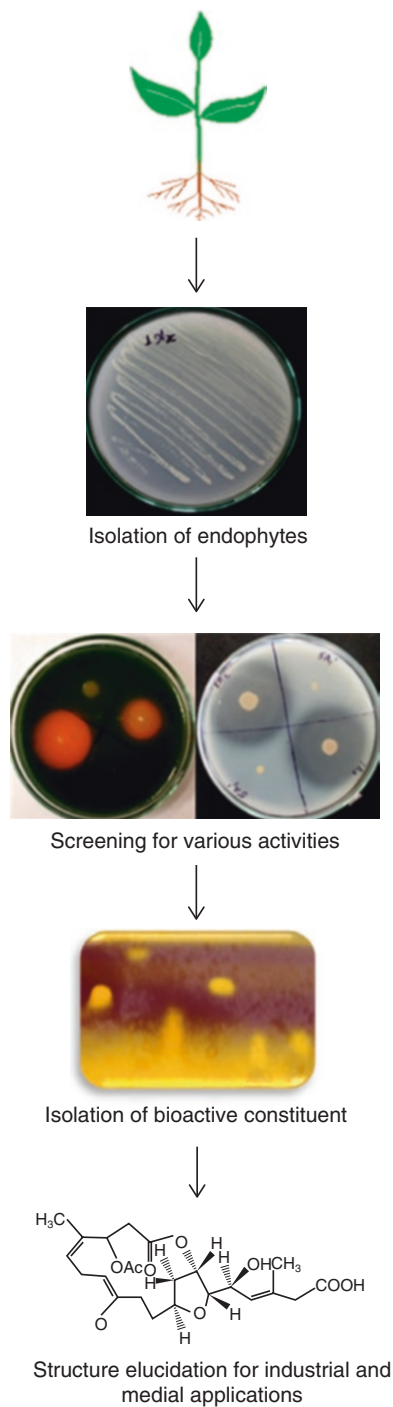 Isolation of endophytes
Screening for various activities
Isolation of bioactive constituent
H₃C
O
H
H
H
OAc
O
H
OH
CH₃
COOH
O
H
O
H
Structure elucidation for industrial and
medial applications